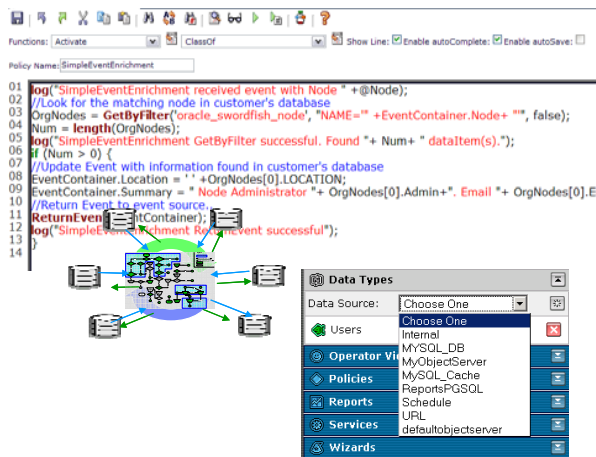 Functions: Activate ClassOf Show Line: Enable autoComplete: Enable autoSave:
Policy Name: SimpleEventEnrichment
01 log("SimpleEventEnrichment received event with Node " +@Node);
02 //Look for the matching node in customer's database
03 OrgNodes = GetByFilter('oracle_swordfish_node', "NAME='" +EventContainer.Node+ "'", false);
04 Num = length(OrgNodes);
05 log("SimpleEventEnrichment GetByFilter successful. Found "+ Num+ " dataItem(s).");
06 if (Num > 0) {
07 //Update Event with information found in customer's database
08 EventContainer.Location = ' ' +OrgNodes[0].LOCATION;
09 EventContainer.Summary = " Node Administrator "+ OrgNodes[0].Admin+". Email "+ OrgNodes[0].E
10 //Return Event to event source..
11 ReturnEven ntContainer);
12 log("SimpleEventEnrichment ReturnEvent successful");
13 }
14
Data Types
Data Source: Choose One
Choose One
Users
Internal
MYSQL_DB
Operator Vi
MyObjectServer
Policies
MySQL_Cache
ReportsPGSQL
Reports
Schedule
URL
Services
defaultobjectserver
Wizards